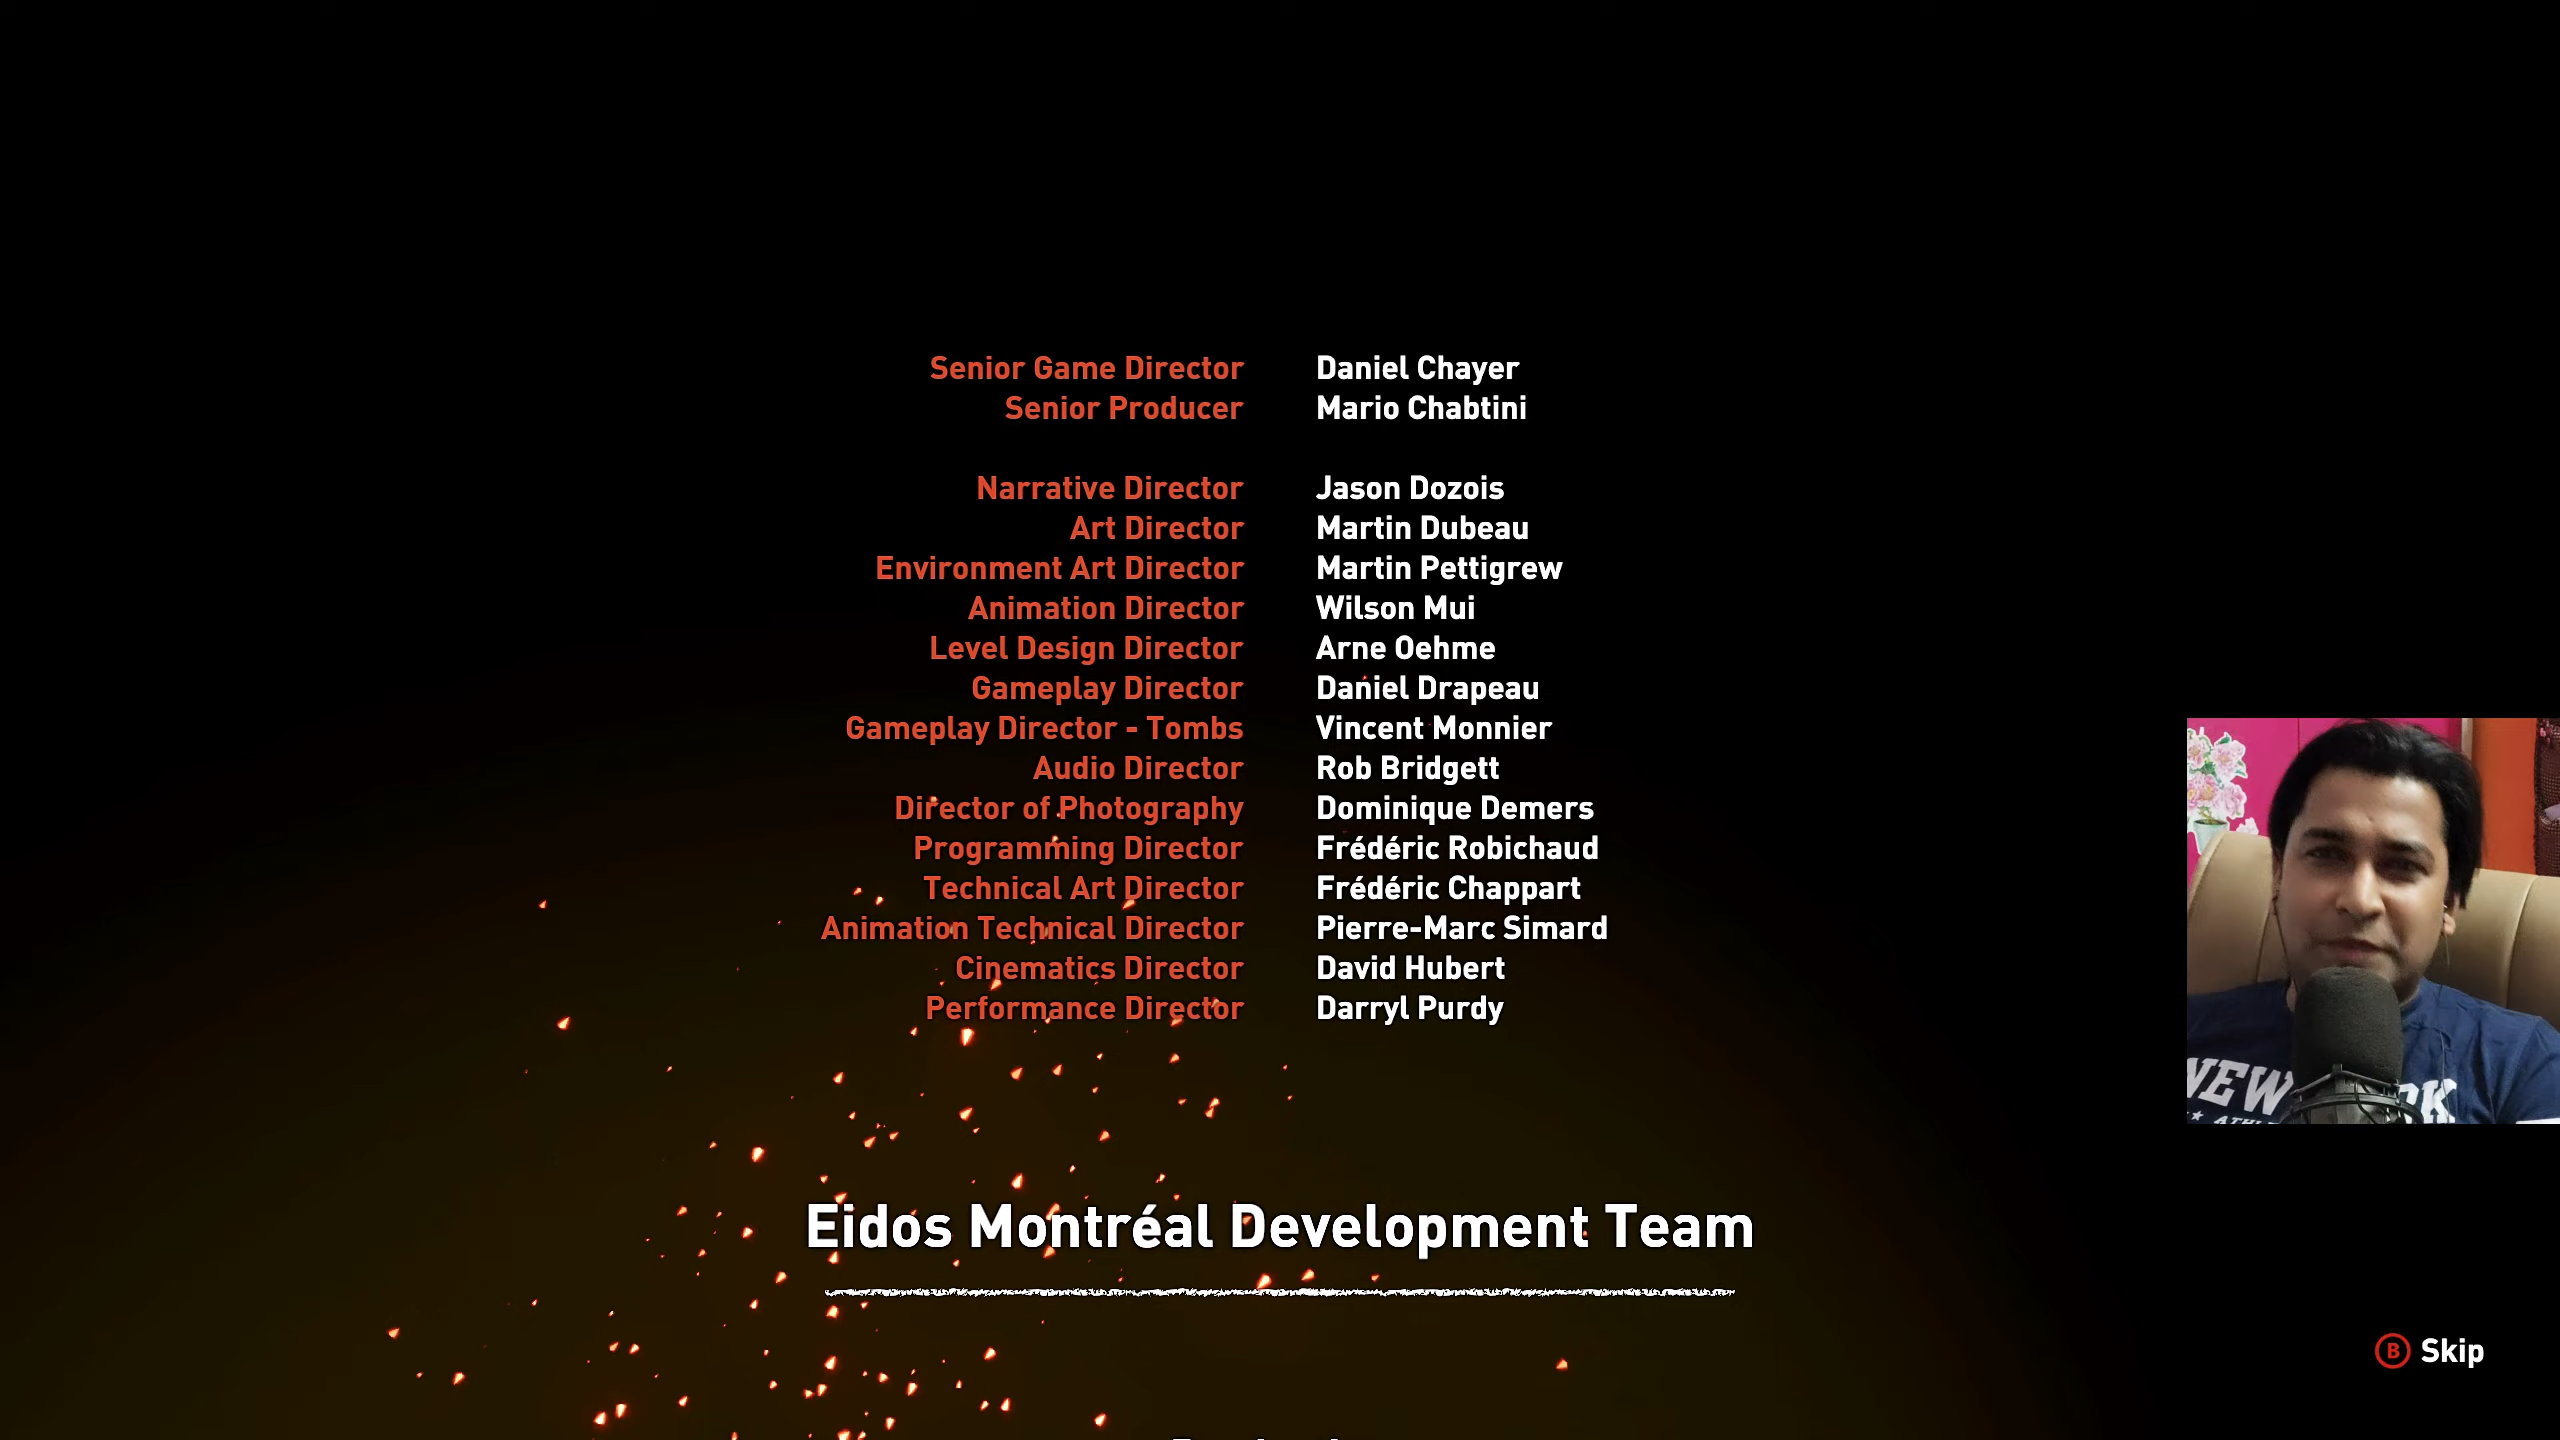 Senior Game Director Daniel Chayer
Senior Producer Mario Chabtini
Narrative Director Jason Dozois
Art Director Martin Dubeau
Environment Art Director Martin Pettigrew
Animation Director Wilson Mui
Level Design Director Arne Oehme
Gameplay Director Daniel Drapeau
Gameplay Director - Tombs Vincent Monnier
Audio Director Rob Bridgett
Director of Photography Dominique Demers
Programming Director Frédéric Robichaud
Technical Art Director Frédéric Chappart
Animation Technical Director Pierre-Marc Simard
Cinematics Director David Hubert
Performance Director Darryl Purdy
NEW
Eidos Montréal Development Team
B Skip